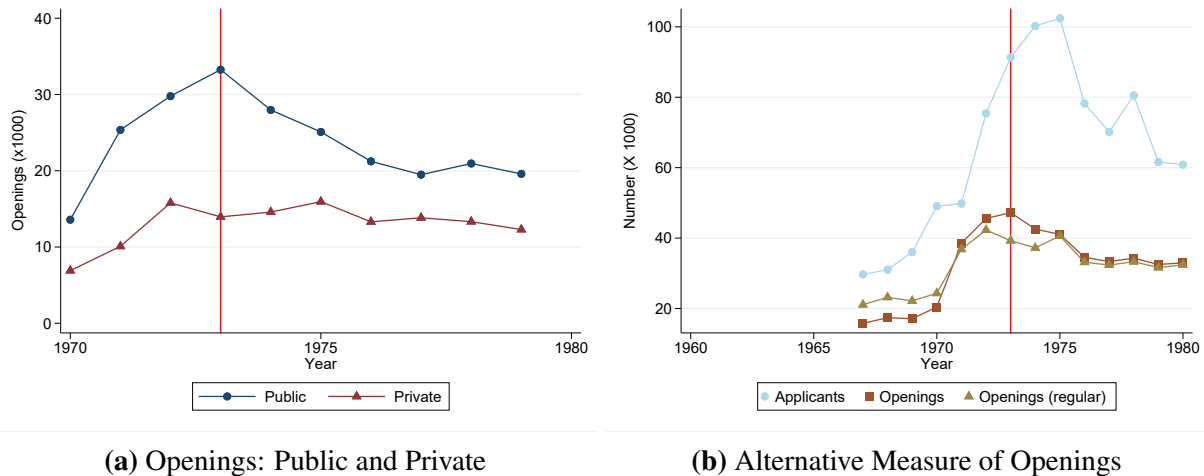 40
30
20
10
0
Openings (x1000)
1970
1975
1980
Year
Public
Private
(a) Openings: Public and Private
100
80
60
40
20
Number (X 1000)
1960
1965
1970
1975
1980
Year
Applicants
Openings
Openings (regular)
(b) Alternative Measure of Openings